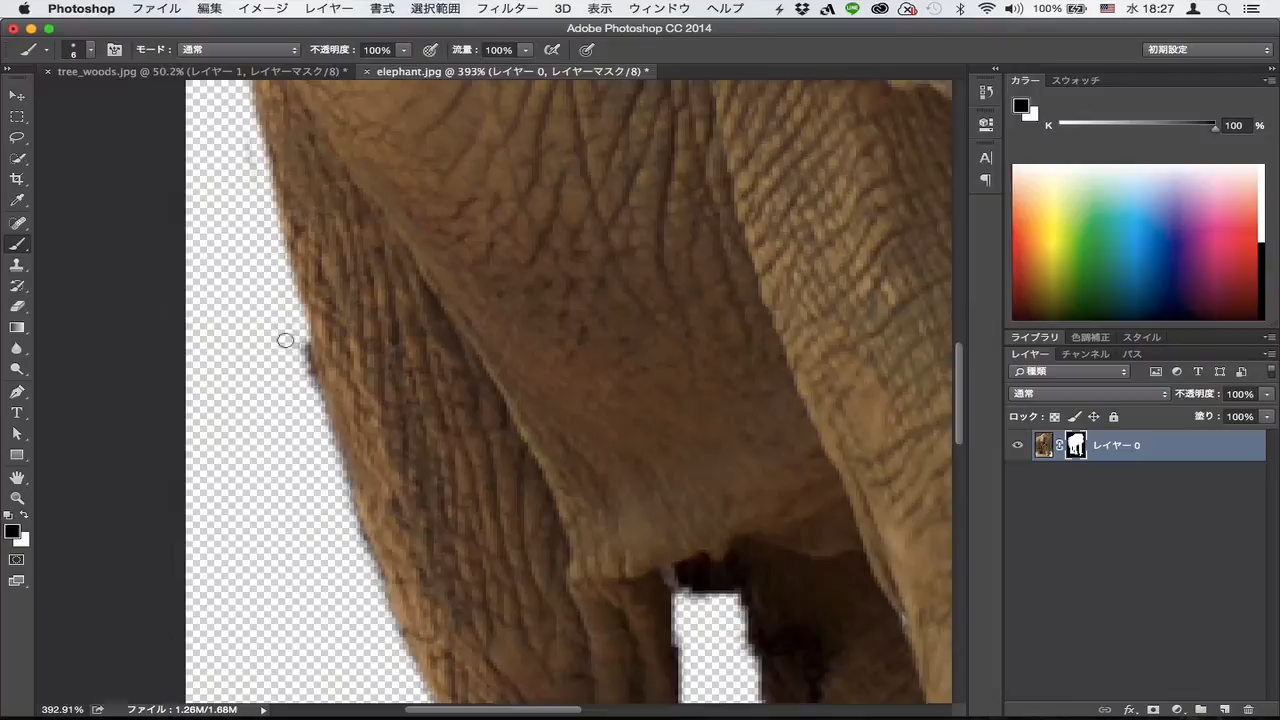 Photoshop ファイル 編集 イメージ レイヤー 書式 選択範囲 フィルター 3D 表示 ウィンドウ ヘルプ 100% 水 18:27
Adobe Photoshop CC 2014
6 モード： 通常 不透明度： 100% 流量： 100% 初期設定
tree_woods.jpg @ 50.2% (レイヤー 1, レイヤーマスク/8) * elephant.jpg @ 393% (レイヤー 0, レイヤーマスク/8) *
カラー スウォッチ
K 100 %
ライブラリ 色調補正 スタイル
レイヤー チャンネル パス
種類
通常 不透明度： 100%
ロック： 塗り： 100%
レイヤー 0
392.91% ファイル：1.26M/1.68M